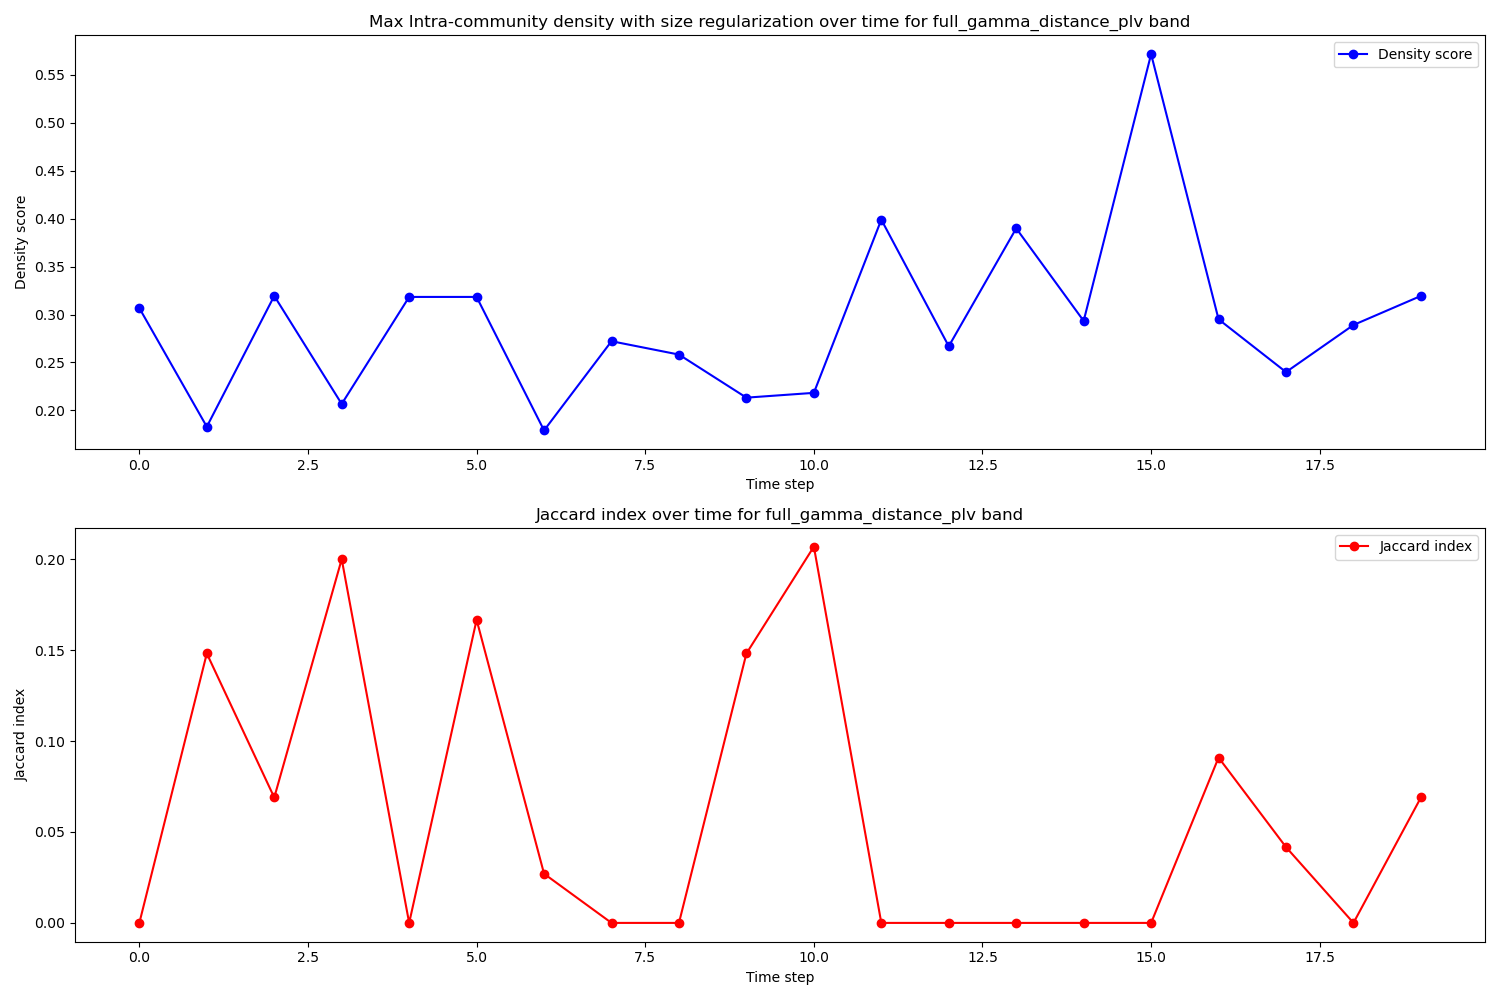 Max Intra-community density with size regularization over time for full_gamma_distance_plv band
Density score
Density score
0.55
0.50
0.45
0.40
0.35
0.30
0.25
0.20
0.0 2.5 5.0 7.5 10.0 12.5 15.0 17.5
Time step
Jaccard index over time for full_gamma_distance_plv band
Jaccard index
Jaccard index
0.20
0.15
0.10
0.05
0.00
0.0 2.5 5.0 7.5 10.0 12.5 15.0 17.5
Time step